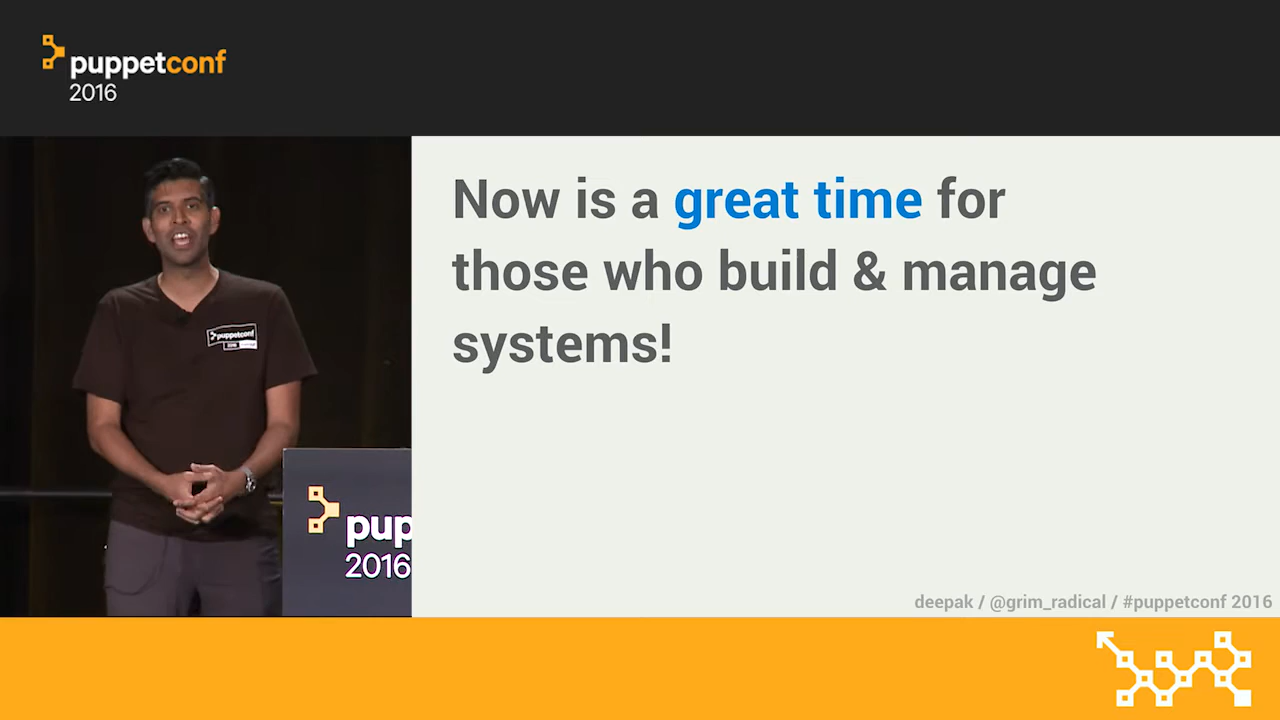 puppetconf
2016
Now is a great time for
those who build & manage
systems!
puppetconf
2016
pup
2016
deepak / @grim_radical / #puppetconf 2016